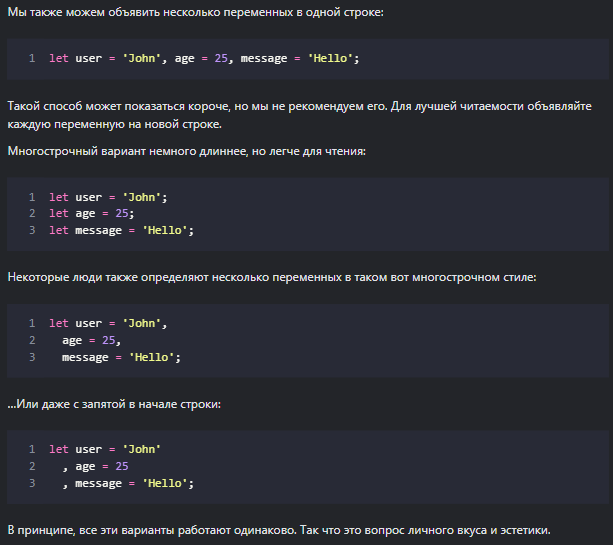 Мы также можем объявить несколько переменных в одной строке:
1 let user = 'John', age = 25, message = 'Hello';
Такой способ может показаться короче, но мы не рекомендуем его. Для лучшей читаемости объявляйте
каждую переменную на новой строке.
Многострочный вариант немного длиннее, но легче для чтения:
1 let user = 'John';
2 let age = 25;
3 let message = 'Hello';
Некоторые люди также определяют несколько переменных в таком вот многострочном стиле:
1 let user = 'John',
2   age = 25,
3   message = 'Hello';
…Или даже с запятой в начале строки:
1 let user = 'John'
2   , age = 25
3   , message = 'Hello';
В принципе, все эти варианты работают одинаково. Так что это вопрос личного вкуса и эстетики.